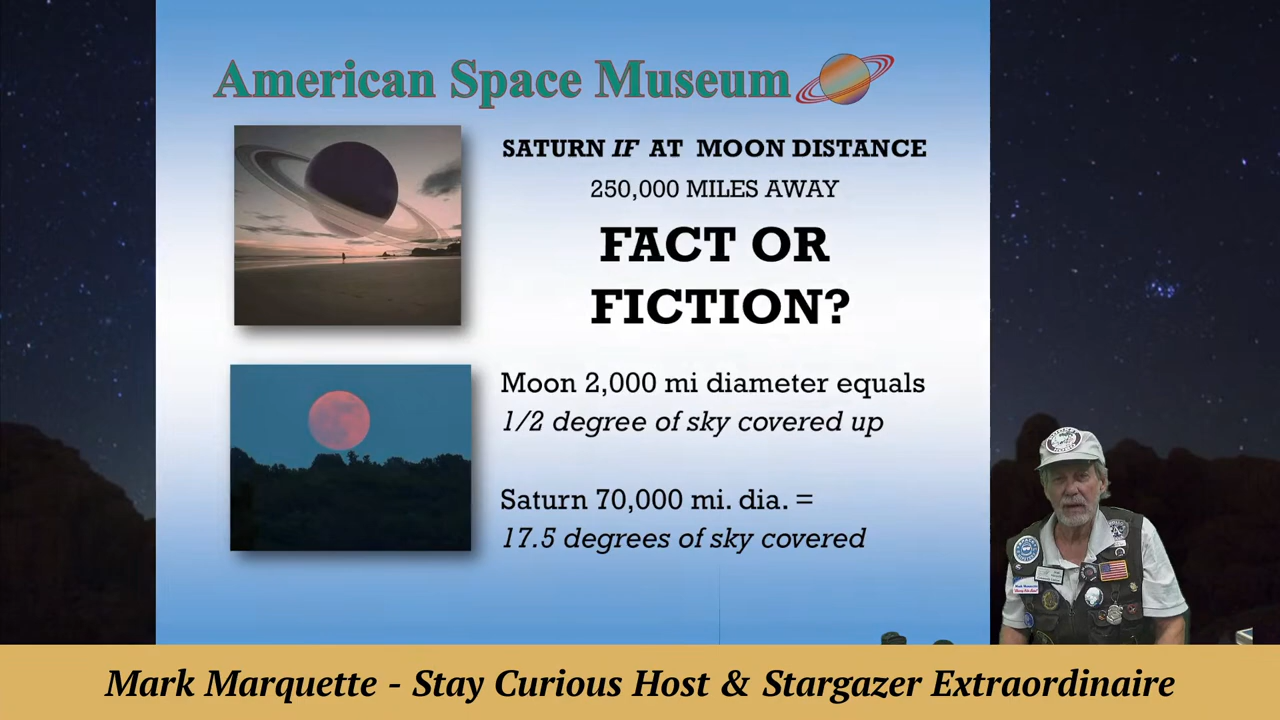 American Space Museum
SATURN IF AT MOON DISTANCE
250,000 MILES AWAY
FACT OR
FICTION?
Moon 2,000 mi diameter equals
1/2 degree of sky covered up
Saturn 70,000 mi. dia. =
17.5 degrees of sky covered
Mark Marquette - Stay Curious Host & Stargazer Extraordinaire